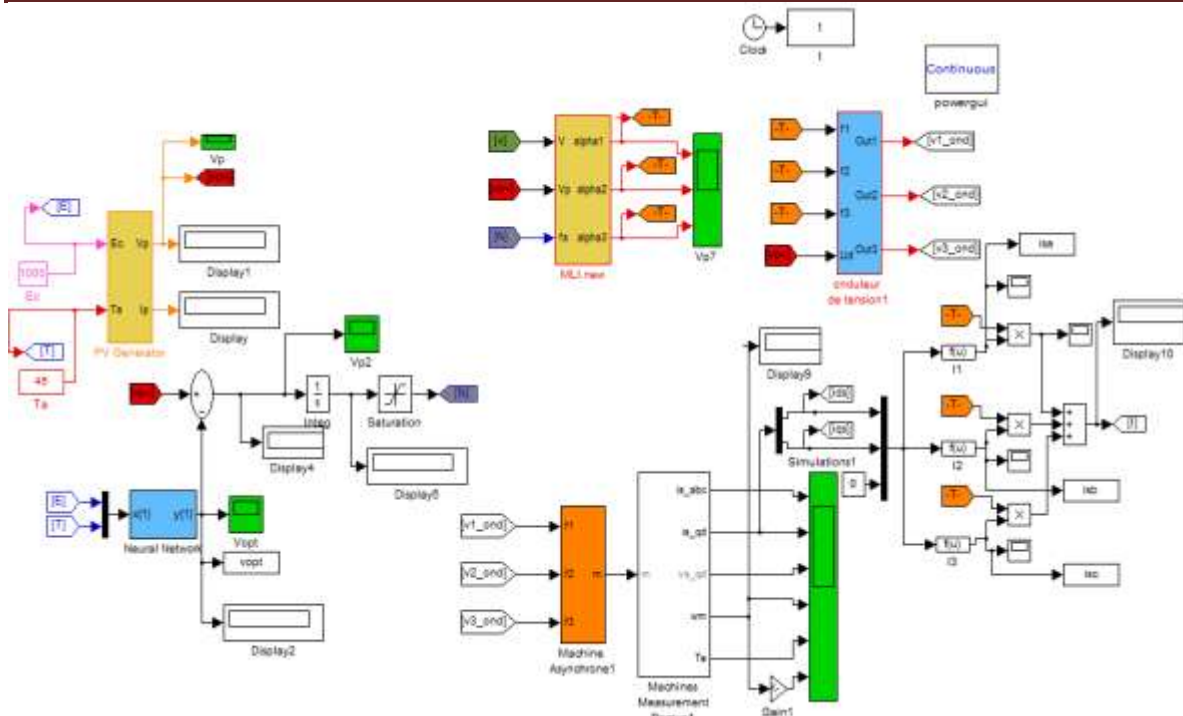 Clock
t
t
Continuous
powergui
-T-
V
alpha1
Vp
alpha2
-T-
fs
alpha3
-T-
MLI new
Vp7
-T-
f1
Out1
[v1_ond]
-T-
f2
Out2
[v2_ond]
-T-
f3
Out3
[v3_ond]
onduleur
de tension1
Vp
[E]
Ec
Vp
1000
Ec
Display1
Ta
Ip
Display
PV Generator
[T]
45
Ta
Vp2
+
-
1
s
Integ
Saturation
Display4
Display5
[E]
[T]
x{1}
y{1}
Neural Network
Vopt
vopt
Display2
[v1_ond]
[v2_ond]
[v3_ond]
f2
f3
m
Machine
Asynchrone1
m
is_abc
is_qd
vs_qd
wm
Te
Machines
Measurement
Gain1
Display9
[ids]
[iqs]
Simulations1
0
isa
-T-
f(u)
I1
×
-T-
f(u)
I2
×
isb
-T-
f(u)
I3
×
isc
+
+
+
Display10
[I]